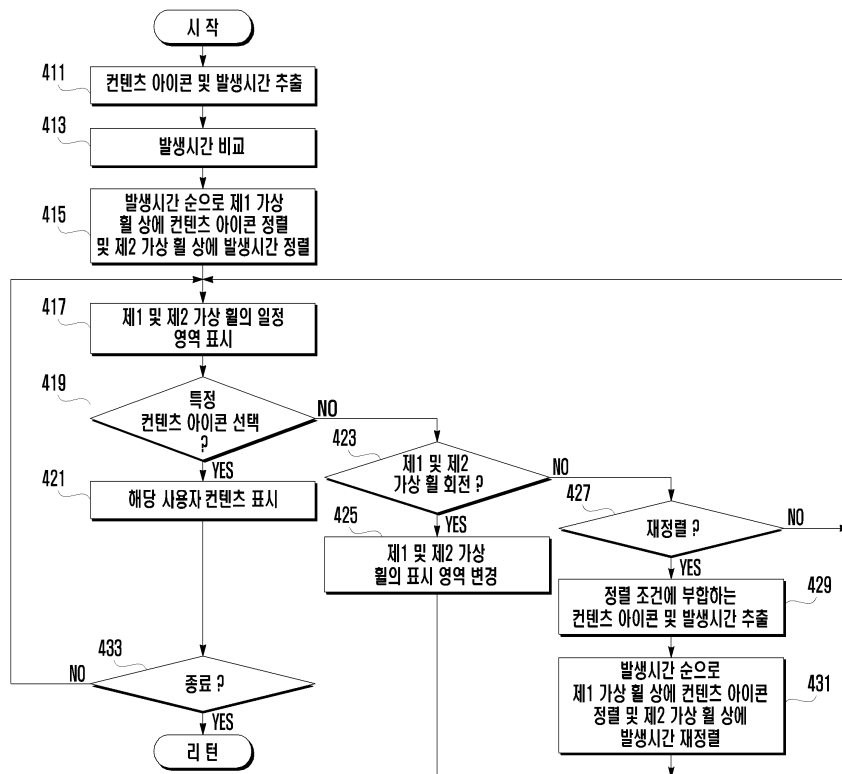 시 작
411
컨텐츠 아이콘 및 발생시간 추출
413
발생시간 비교
415
발생시간 순으로 제1 가상
휠 상에 컨텐츠 아이콘 정렬
및 제2 가상 휠 상에 발생시간 정렬
417
제1 및 제2 가상 휠의 일정
영역 표시
419
특정
컨텐츠 아이콘 선택
?
NO
YES
421
해당 사용자 컨텐츠 표시
423
제1 및 제2
가상 휠 회전 ?
NO
YES
425
제1 및 제2 가상
휠의 표시 영역 변경
427
재정렬 ?
NO
YES
429
정렬 조건에 부합하는
컨텐츠 아이콘 및 발생시간 추출
431
발생시간 순으로
제1 가상 휠 상에 컨텐츠 아이콘
정렬 및 제2 가상 휠 상에
발생시간 재정렬
433
종료 ?
NO
YES
리 턴